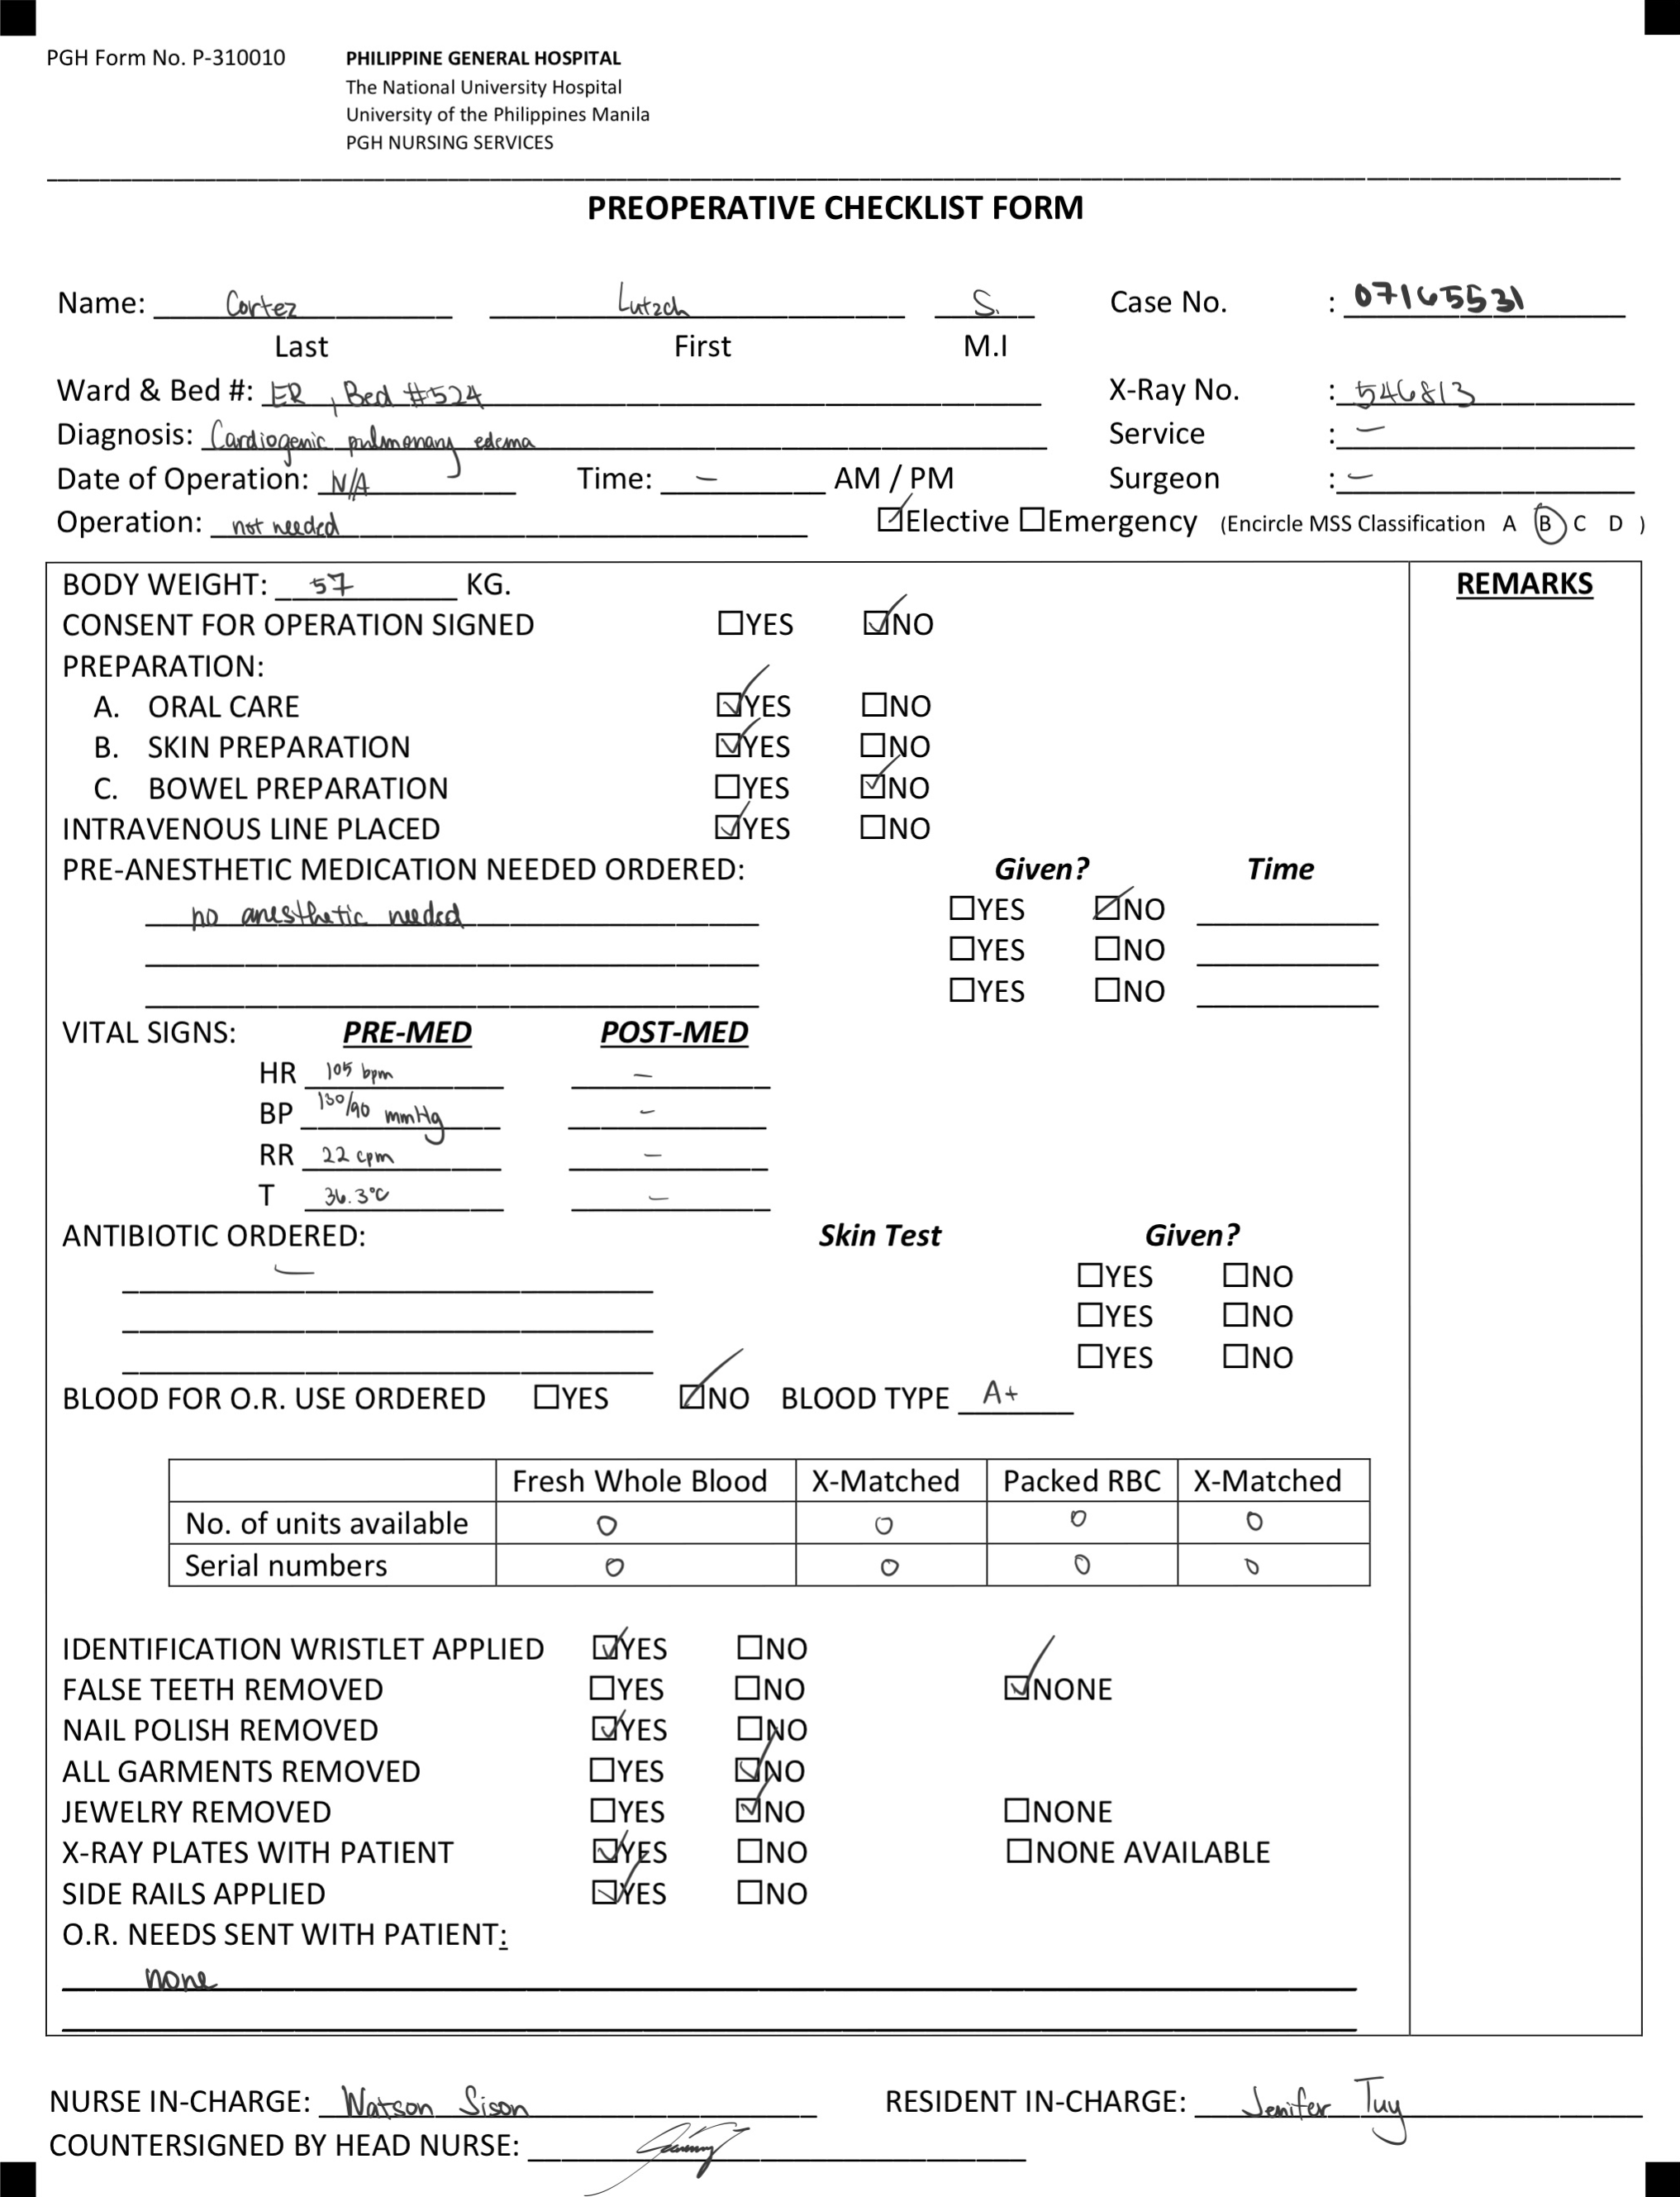 PGH Form No. P-310010 PHILIPPINE GENERAL HOSPITAL
The National University Hospital
University of the Philippines Manila
PGH NURSING SERVICES
PREOPERATIVE CHECKLIST FORM
Name: Cortez Lutzch S. Case No. : 07165531
Last First M.I
Ward & Bed #: ER, Bed #524 X-Ray No. : 546813
Diagnosis: Cardiogenic pulmonary edema Service : –
Date of Operation: N/A Time: – AM / PM Surgeon : –
Operation: not needed ☑Elective ☐Emergency (Encircle MSS Classification A B C D )
BODY WEIGHT: 57 KG. REMARKS
CONSENT FOR OPERATION SIGNED ☐YES ☑NO
PREPARATION:
A. ORAL CARE ☑YES ☐NO
B. SKIN PREPARATION ☑YES ☐NO
C. BOWEL PREPARATION ☐YES ☑NO
INTRAVENOUS LINE PLACED ☑YES ☐NO
PRE-ANESTHETIC MEDICATION NEEDED ORDERED: Given? Time
no anesthetic needed ☐YES ☑NO
☐YES ☐NO
☐YES ☐NO
VITAL SIGNS: PRE-MED POST-MED
HR 105 bpm –
BP 130/90 mmHg –
RR 22 cpm –
T 36.3°C –
ANTIBIOTIC ORDERED: Skin Test Given?
– ☐YES ☐NO
☐YES ☐NO
☐YES ☐NO
BLOOD FOR O.R. USE ORDERED ☐YES ☑NO BLOOD TYPE A+
Fresh Whole Blood X-Matched Packed RBC X-Matched
No. of units available 0 0 0 0
Serial numbers 0 0 0 0
IDENTIFICATION WRISTLET APPLIED ☑YES ☐NO
FALSE TEETH REMOVED ☐YES ☐NO ☑NONE
NAIL POLISH REMOVED ☑YES ☐NO
ALL GARMENTS REMOVED ☐YES ☑NO
JEWELRY REMOVED ☐YES ☑NO ☐NONE
X-RAY PLATES WITH PATIENT ☑YES ☐NO ☐NONE AVAILABLE
SIDE RAILS APPLIED ☑YES ☐NO
O.R. NEEDS SENT WITH PATIENT:
none
NURSE IN-CHARGE: Watson Sison RESIDENT IN-CHARGE: Jenifer Tuy
COUNTERSIGNED BY HEAD NURSE: